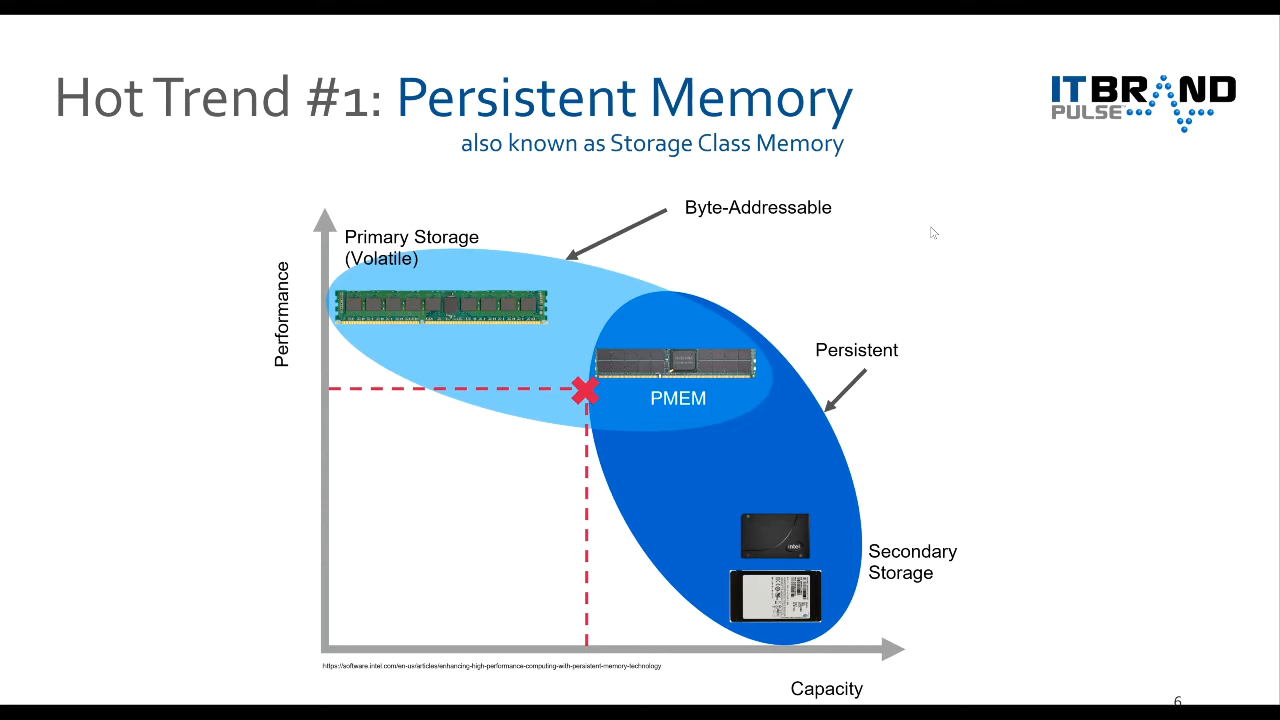 Hot Trend #1: Persistent Memory
also known as Storage Class Memory
ITBRAND
PULSE
Byte-Addressable
Primary Storage
(Volatile)
Performance
Persistent
PMEM
intel
Secondary
Storage
https://software.intel.com/en-us/articles/enhancing-high-performance-computing-with-persistent-memory-technology
Capacity
6